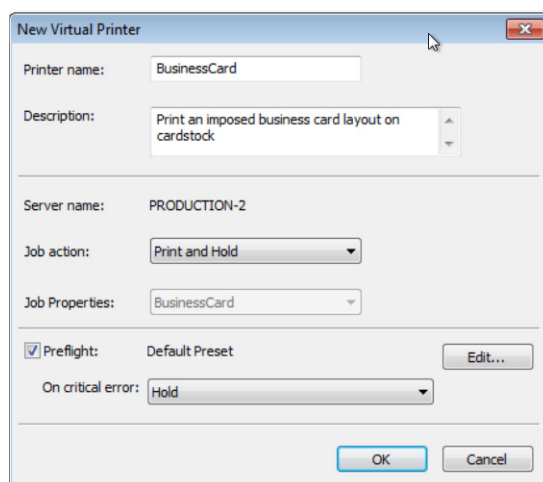 New Virtual Printer
Printer name: BusinessCard
Description: Print an imposed business card layout on
cardstock
Server name: PRODUCTION-2
Job action: Print and Hold
Job Properties: BusinessCard
Preflight: Default Preset Edit...
On critical error: Hold
OK Cancel